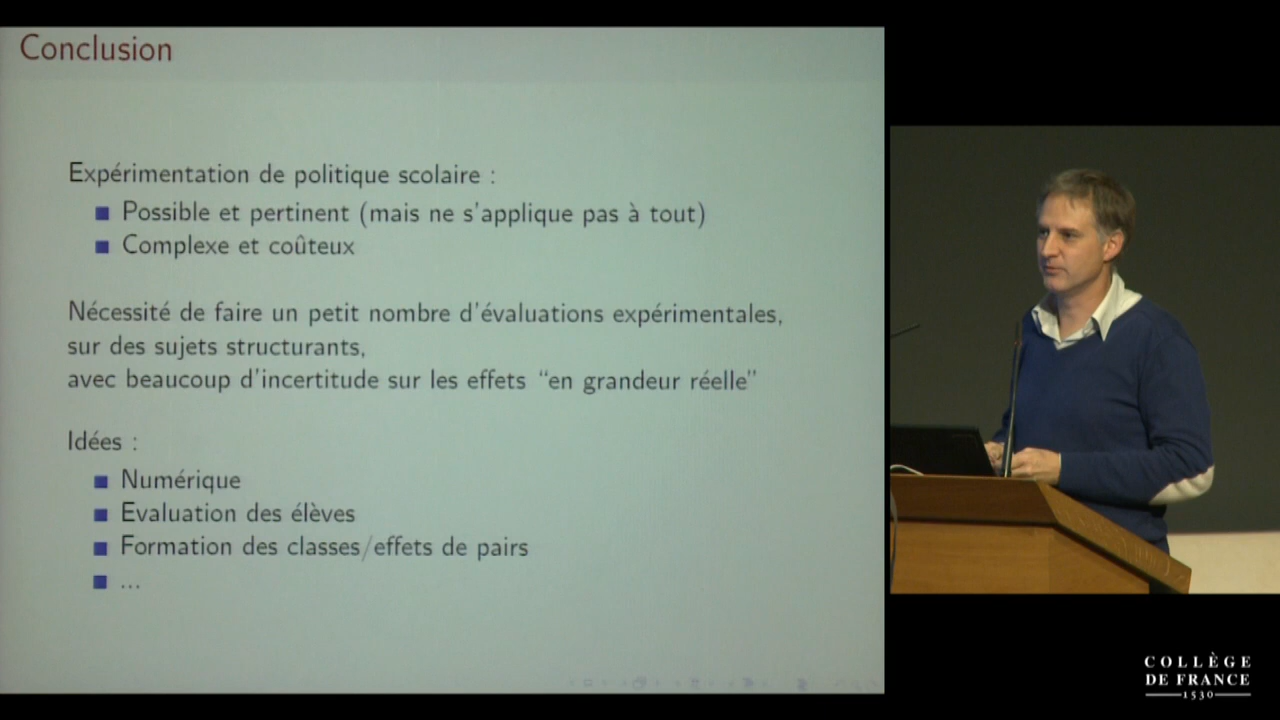 Conclusion
Expérimentation de politique scolaire :
Possible et pertinent (mais ne s'applique pas à tout)
Complexe et coûteux
Nécessité de faire un petit nombre d'évaluations expérimentales,
sur des sujets structurants,
avec beaucoup d'incertitude sur les effets “en grandeur réelle”
Idées :
Numérique
Evaluation des élèves
Formation des classes/effets de pairs
...
COLLÈGE
DE FRANCE
1530